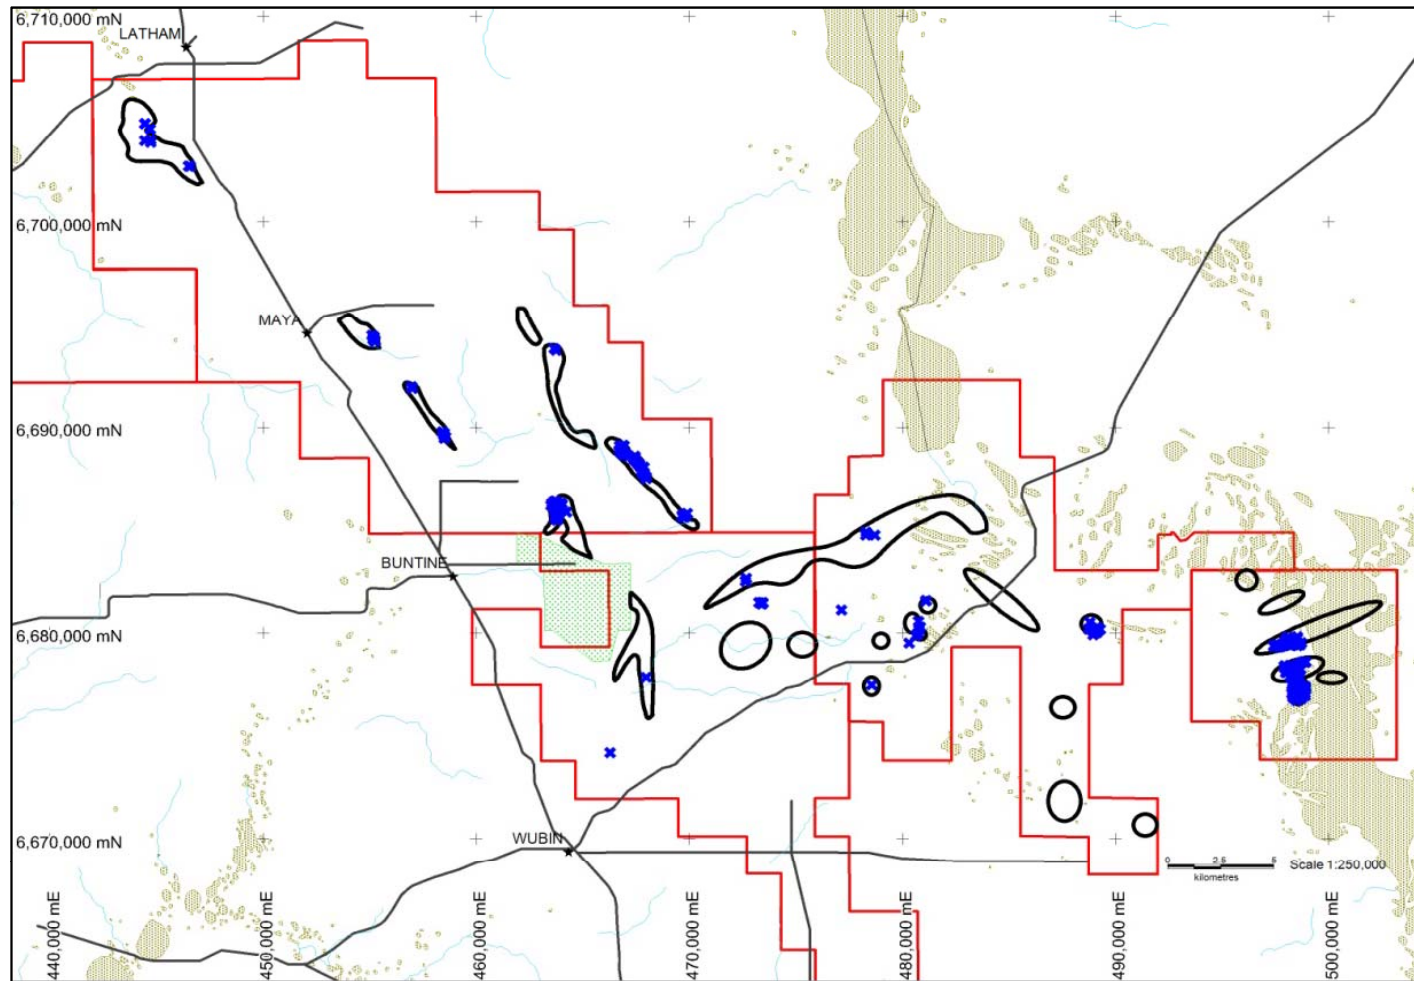 6,710,000 mN
LATHAM
6,700,000 mN
MAYA
6,690,000 mN
BUNTINE
6,680,000 mN
WUBIN
6,670,000 mN
0 2.5 5
Scale 1:250,000
kilometres
440,000 mE
450,000 mE
460,000 mE
470,000 mE
480,000 mE
490,000 mE
500,000 mE